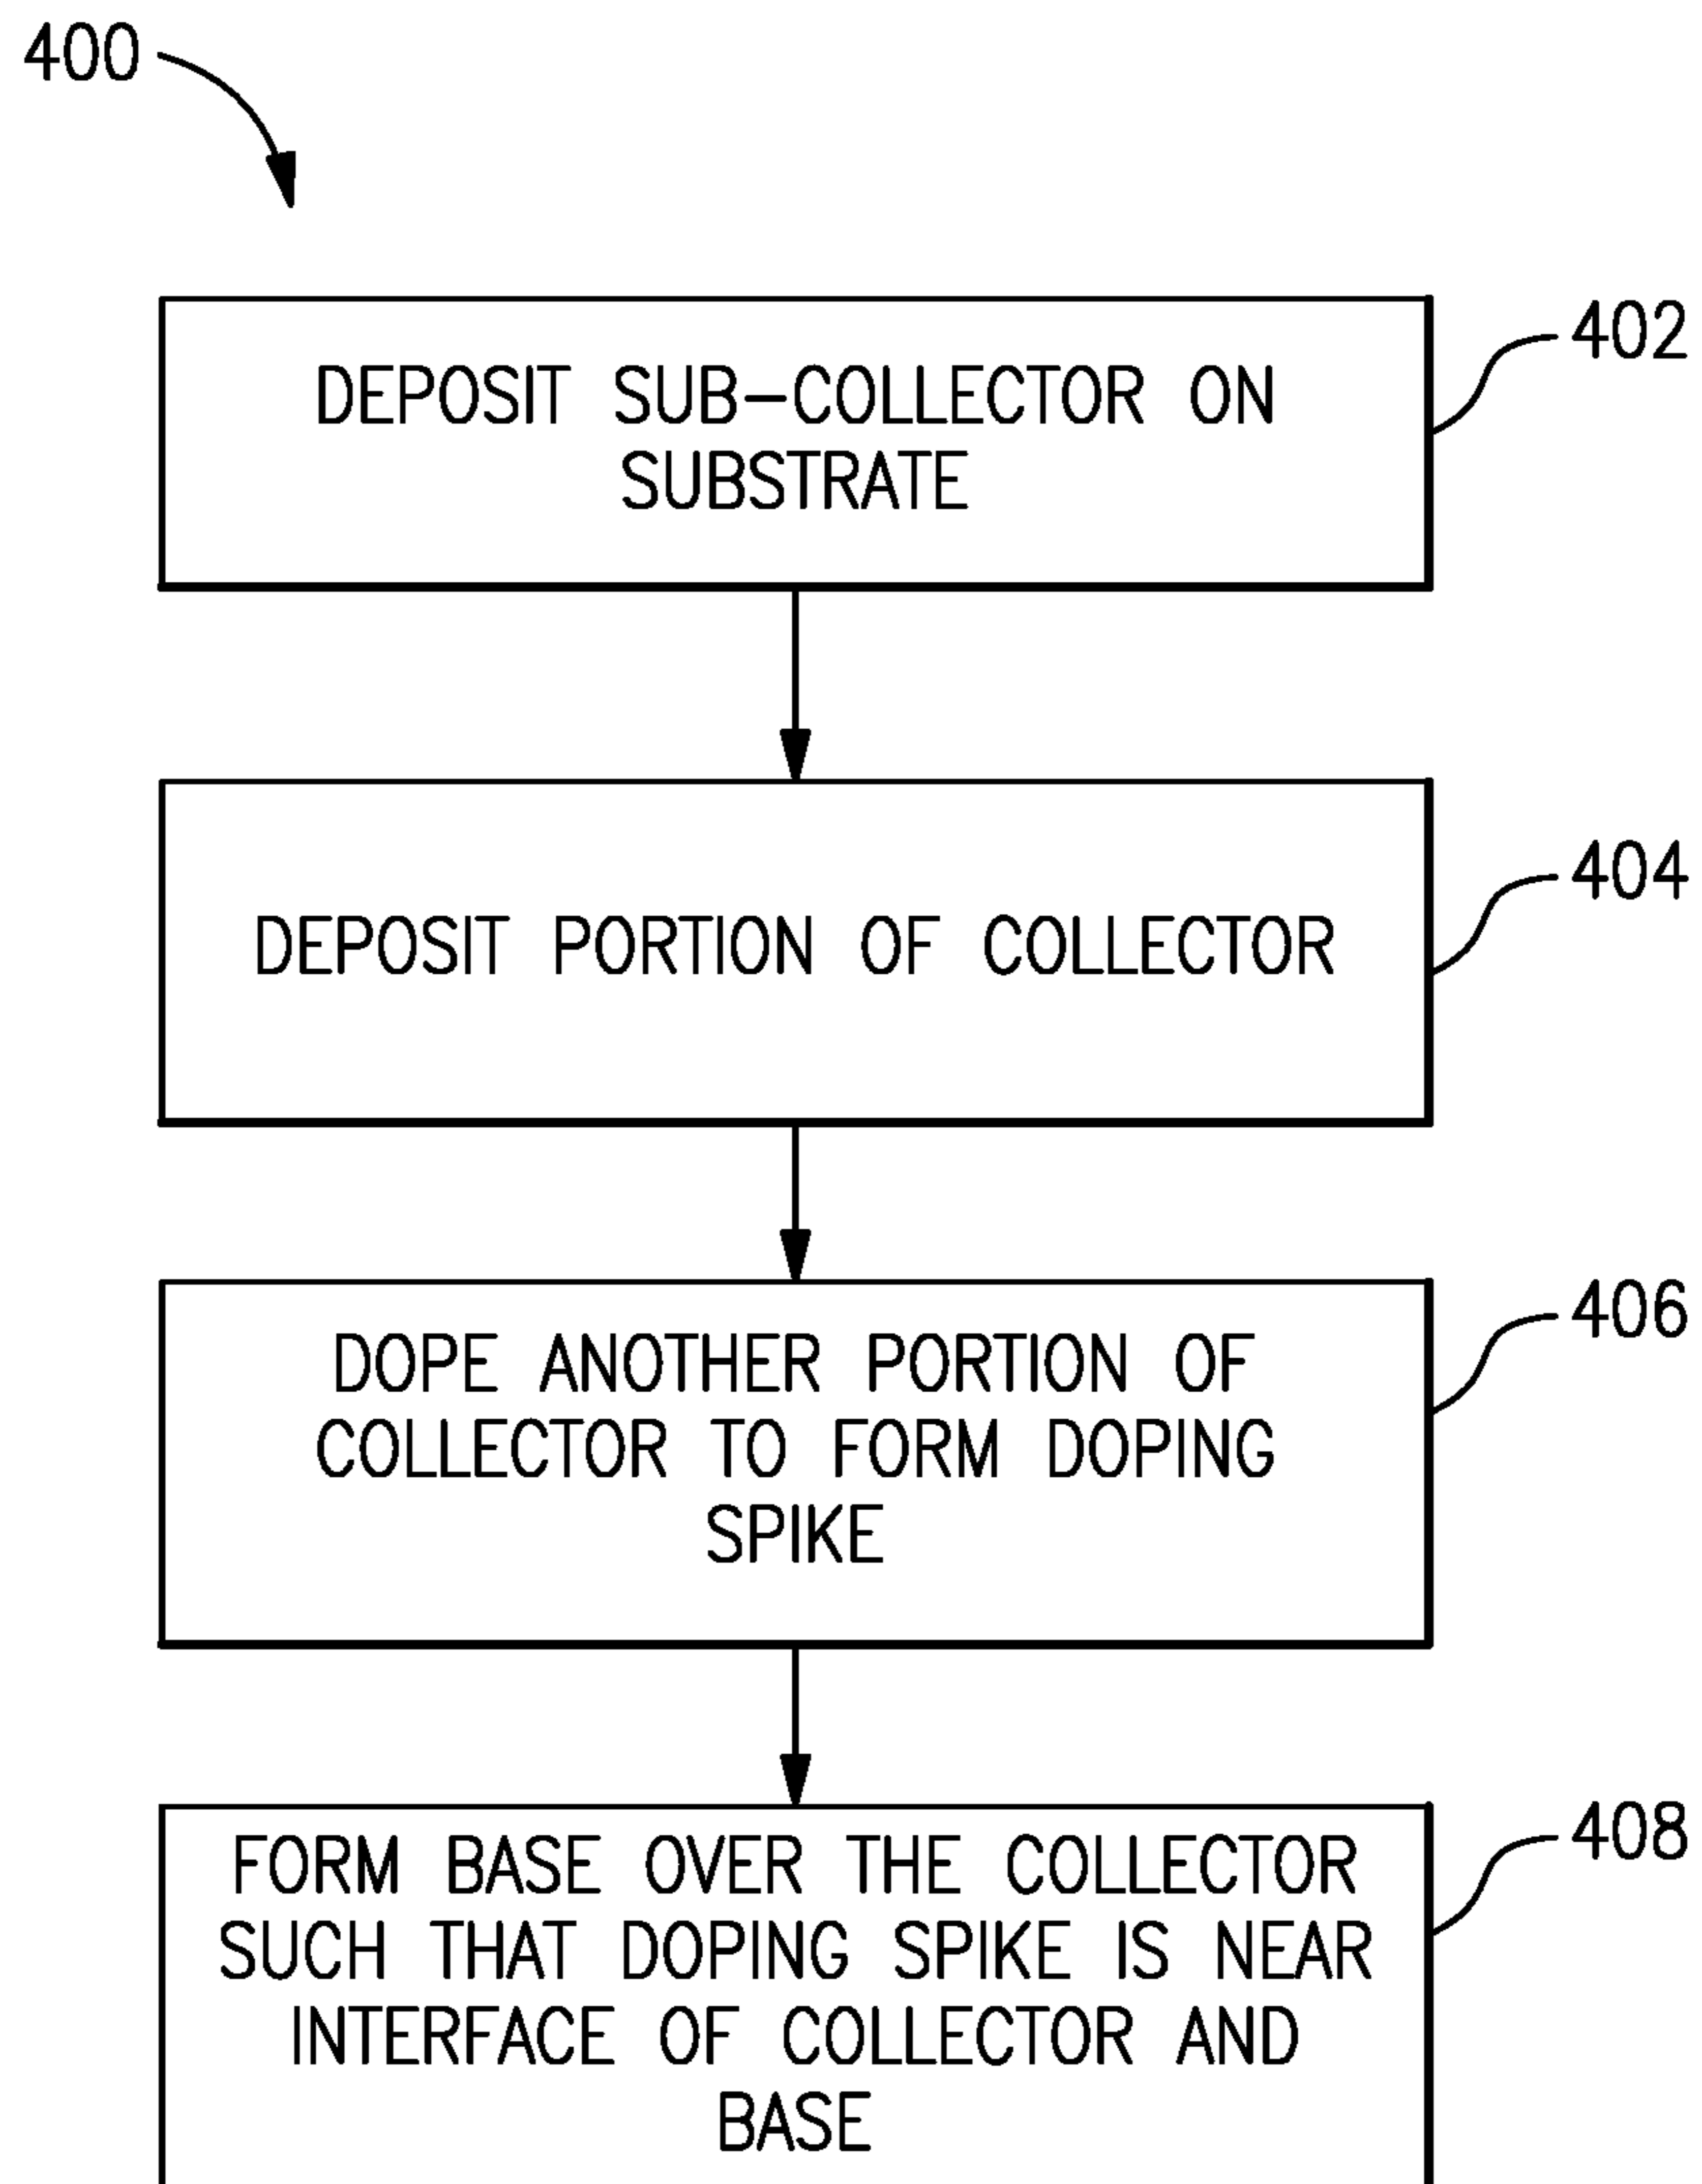 400
DEPOSIT SUB-COLLECTOR ON
SUBSTRATE
402
DEPOSIT PORTION OF COLLECTOR
404
DOPE ANOTHER PORTION OF
COLLECTOR TO FORM DOPING
SPIKE
406
FORM BASE OVER THE COLLECTOR
SUCH THAT DOPING SPIKE IS NEAR
INTERFACE OF COLLECTOR AND
BASE
408